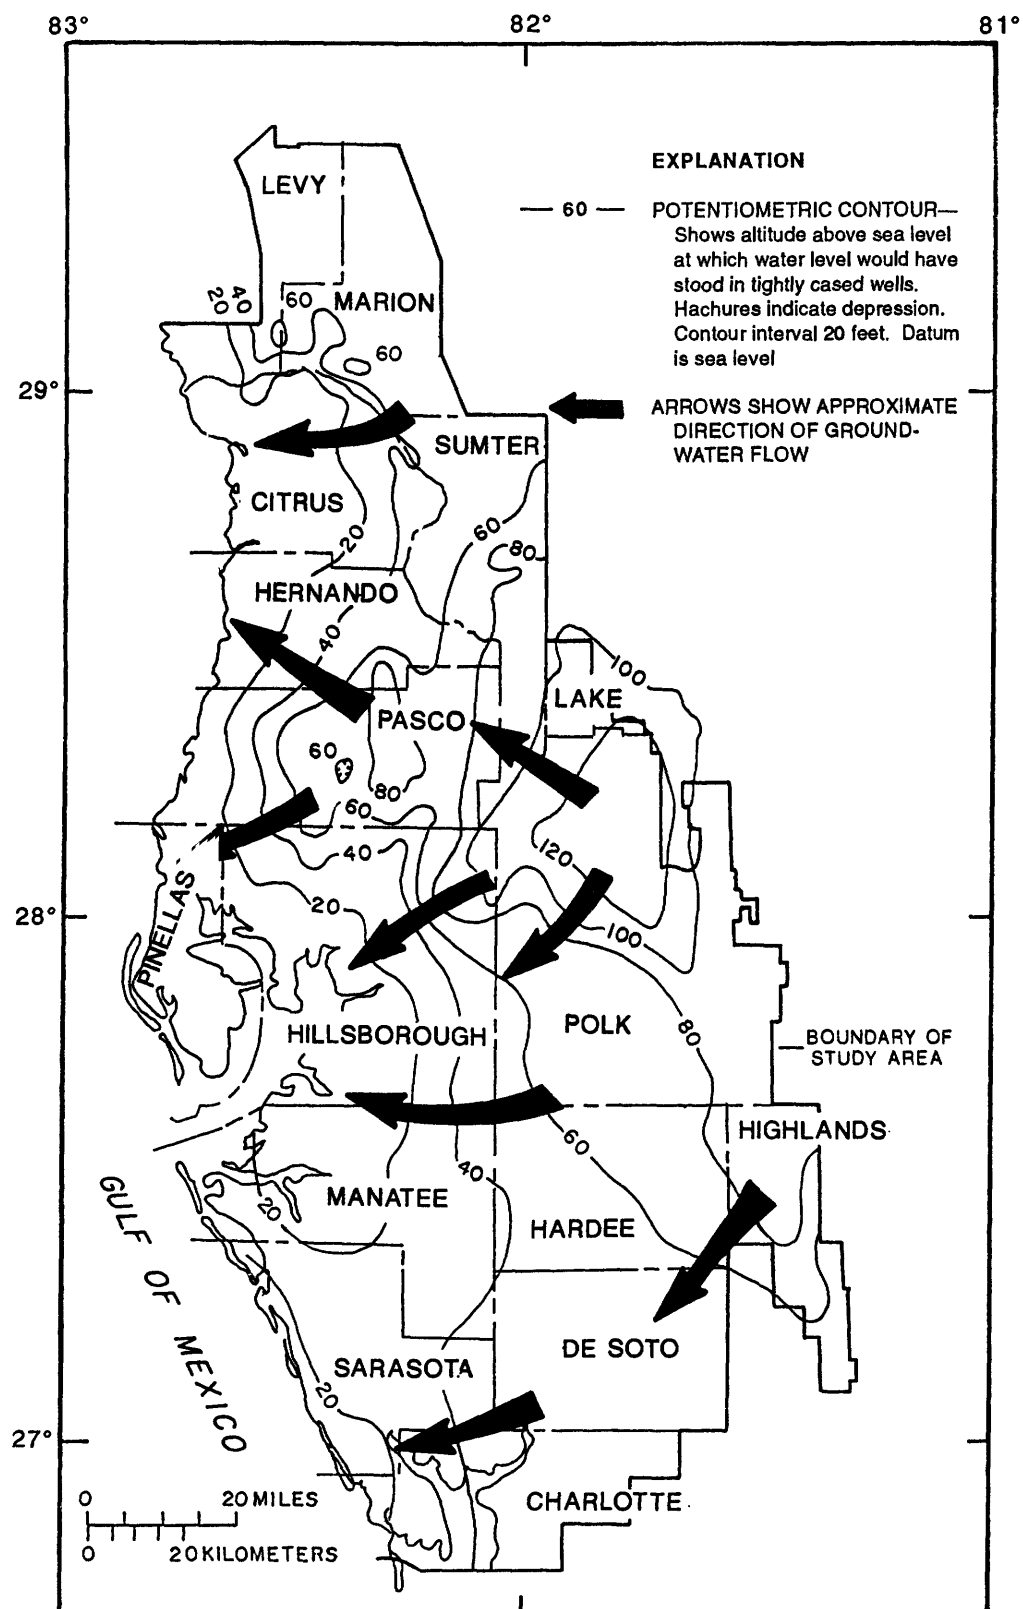 83°
82°
81°
EXPLANATION
— 60 —
POTENTIOMETRIC CONTOUR—
Shows altitude above sea level
at which water level would have
stood in tightly cased wells.
Hachures indicate depression.
Contour interval 20 feet. Datum
is sea level
ARROWS SHOW APPROXIMATE
DIRECTION OF GROUND-
WATER FLOW
LEVY
20
40
60
MARION
60
29°
SUMTER
CITRUS
60
20
80
HERNANDO
40
100
LAKE
PASCO
60
80
60
120
40
PINELLAS
20
28°
100
HILLSBOROUGH
POLK
80
BOUNDARY OF
STUDY AREA
HIGHLANDS
60
40
MANATEE
20
HARDEE
GULF OF MEXICO
DE SOTO
SARASOTA
20
27°
CHARLOTTE
0
20 MILES
0
20 KILOMETERS